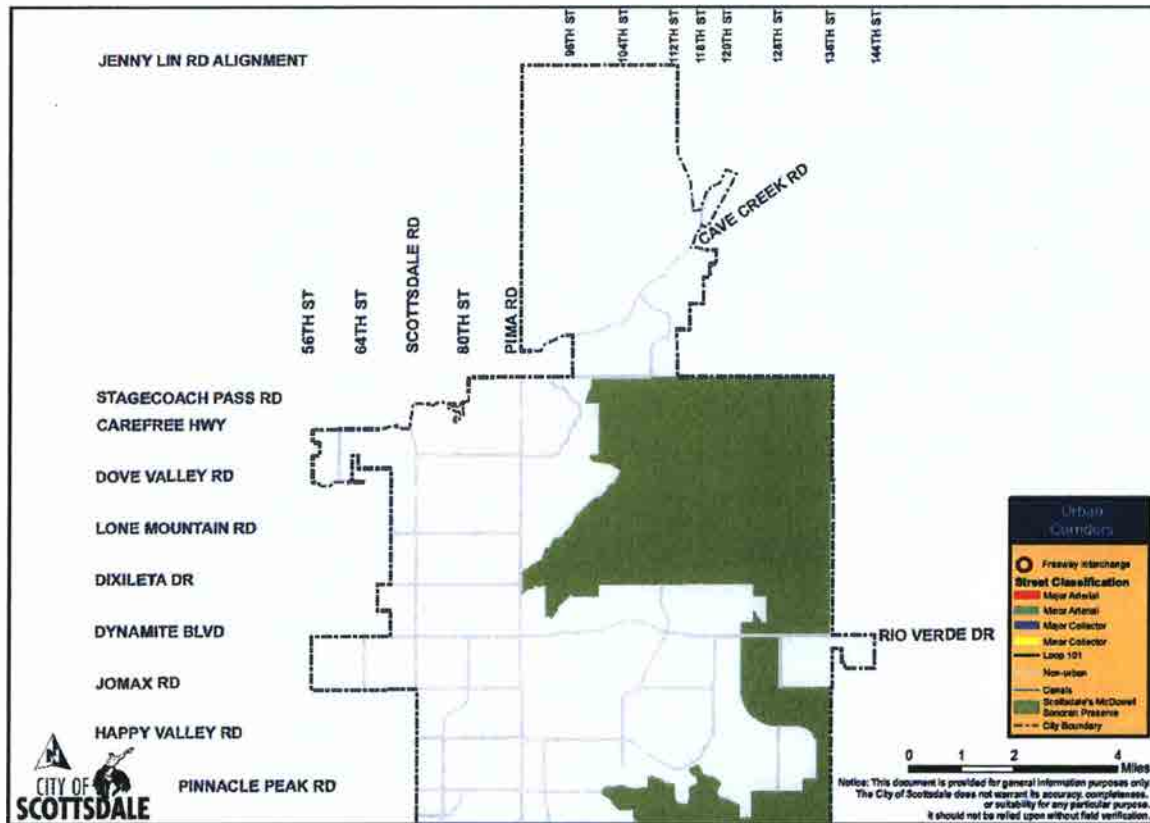 JENNY LIN RD ALIGNMENT
96TH ST
104TH ST
112TH ST
118TH ST
120TH ST
128TH ST
136TH ST
144TH ST
CAVE CREEK RD
56TH ST
64TH ST
SCOTTSDALE RD
80TH ST
PIMA RD
STAGECOACH PASS RD
CAREFREE HWY
DOVE VALLEY RD
LONE MOUNTAIN RD
DIXILETA DR
DYNAMITE BLVD
RIO VERDE DR
JOMAX RD
HAPPY VALLEY RD
PINNACLE PEAK RD
N
CITY OF
SCOTTSDALE
Urban
Corridors
Freeway Interchange
Street Classification
Major Arterial
Minor Arterial
Major Collector
Minor Collector
Loop 101
Non-urban
Canals
Scottsdale's McDowell
Sonoran Preserve
City Boundary
0 1 2 4
Miles
Notice: This document is provided for general information purposes only.
The City of Scottsdale does not warrant its accuracy, completeness,
or suitability for any particular purpose.
It should not be relied upon without field verification.